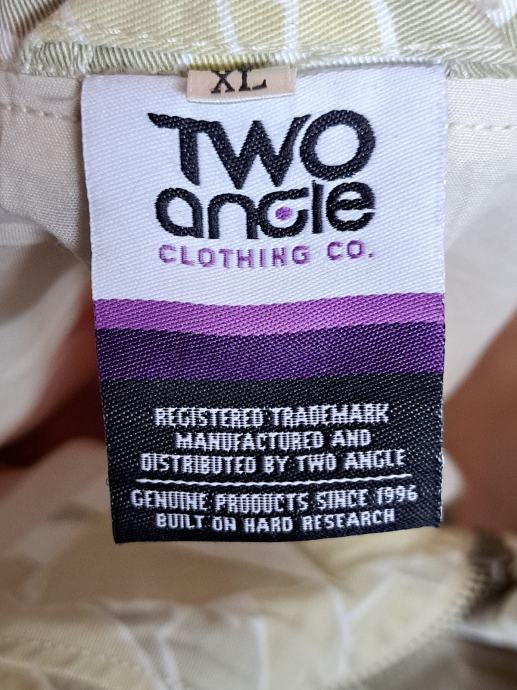 XL
TWO
angle
CLOTHING CO.
REGISTERED TRADEMARK
MANUFACTURED AND
DISTRIBUTED BY TWO ANGLE
GENUINE PRODUCTS SINCE 1996
BUILT ON HARD RESEARCH